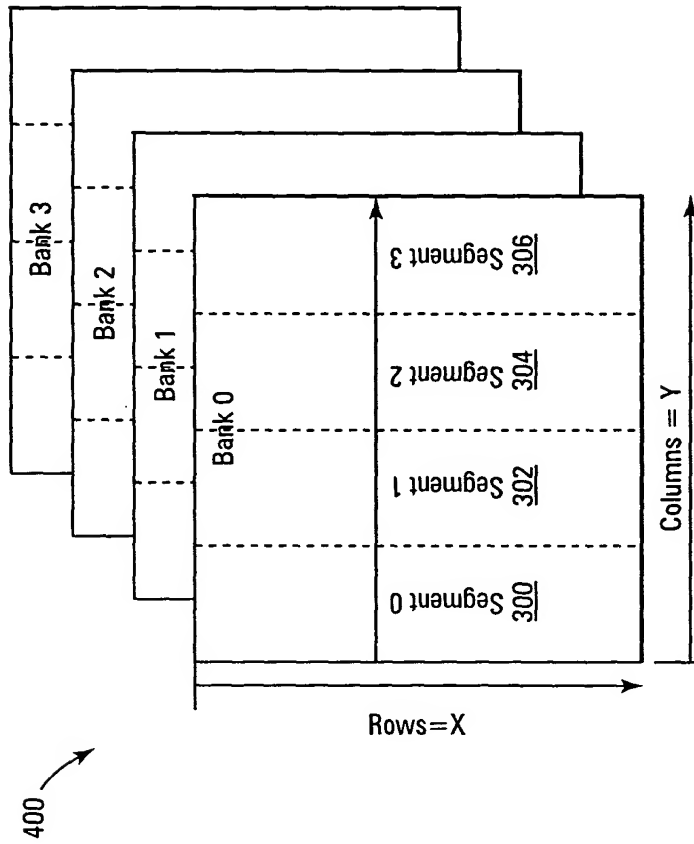 Bank 3
Bank 2
Bank 1
Bank 0
Segment 0
300
Segment 1
302
Segment 2
304
Segment 3
306
Rows=X
Columns = Y
400